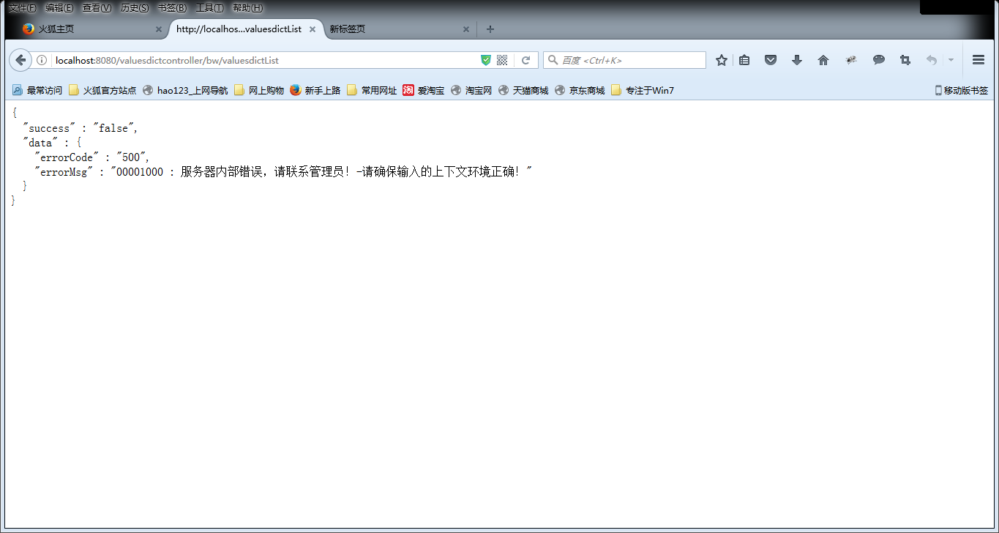 文件(F) 编辑(E) 查看(V) 历史(S) 书签(B) 工具(T) 帮助(H)
火狐主页 http://localhos...valuesdictList 新标签页
localhost:8080/valuesdictcontroller/bw/valuesdictList 百度 <Ctrl+K>
最常访问 火狐官方站点 hao123_上网导航 网上购物 新手上路 常用网址 淘 爱淘宝 淘宝网 天猫商城 京东商城 专注于Win7 移动版书签
{
"success" : "false",
"data" : {
"errorCode" : "500",
"errorMsg" : "00001000 : 服务器内部错误，请联系管理员！-请确保输入的上下文环境正确！"
}
}